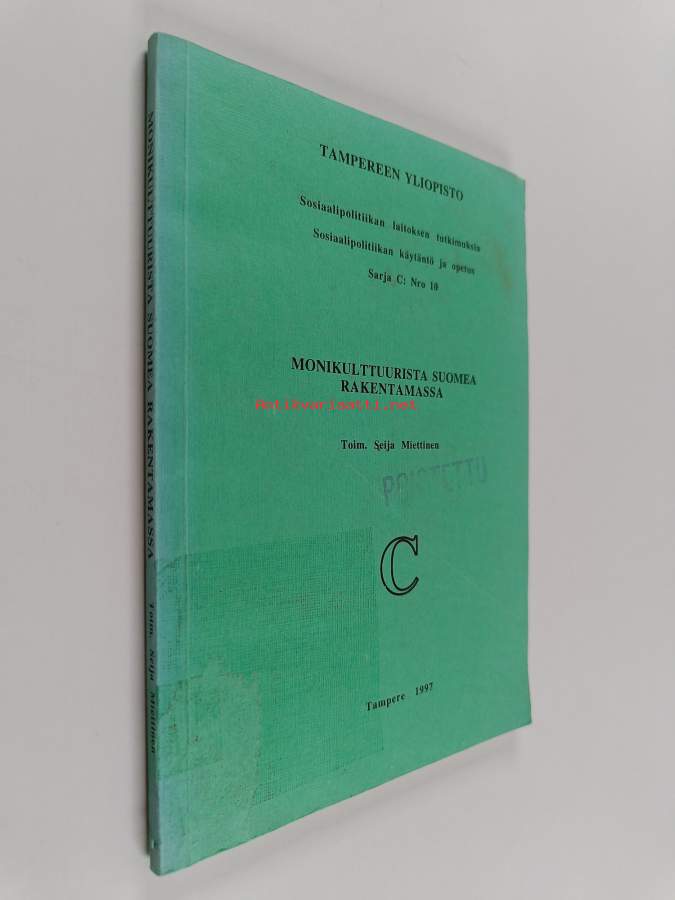 TAMPEREEN YLIOPISTO
Sosiaalipolitiikan laitoksen tutkimuksia
Sosiaalipolitiikan käytäntö ja opetus
Sarja C: Nro 10
MONIKULTTUURISTA SUOMEA
RAKENTAMASSA
Antikvariaatti.net
Toim. Seija Miettinen
POISTETTU
C
Tampere 1997
MONIKULTTUURISTA SUOMEA RAKENTAMASSA Toim. Seija Miettinen